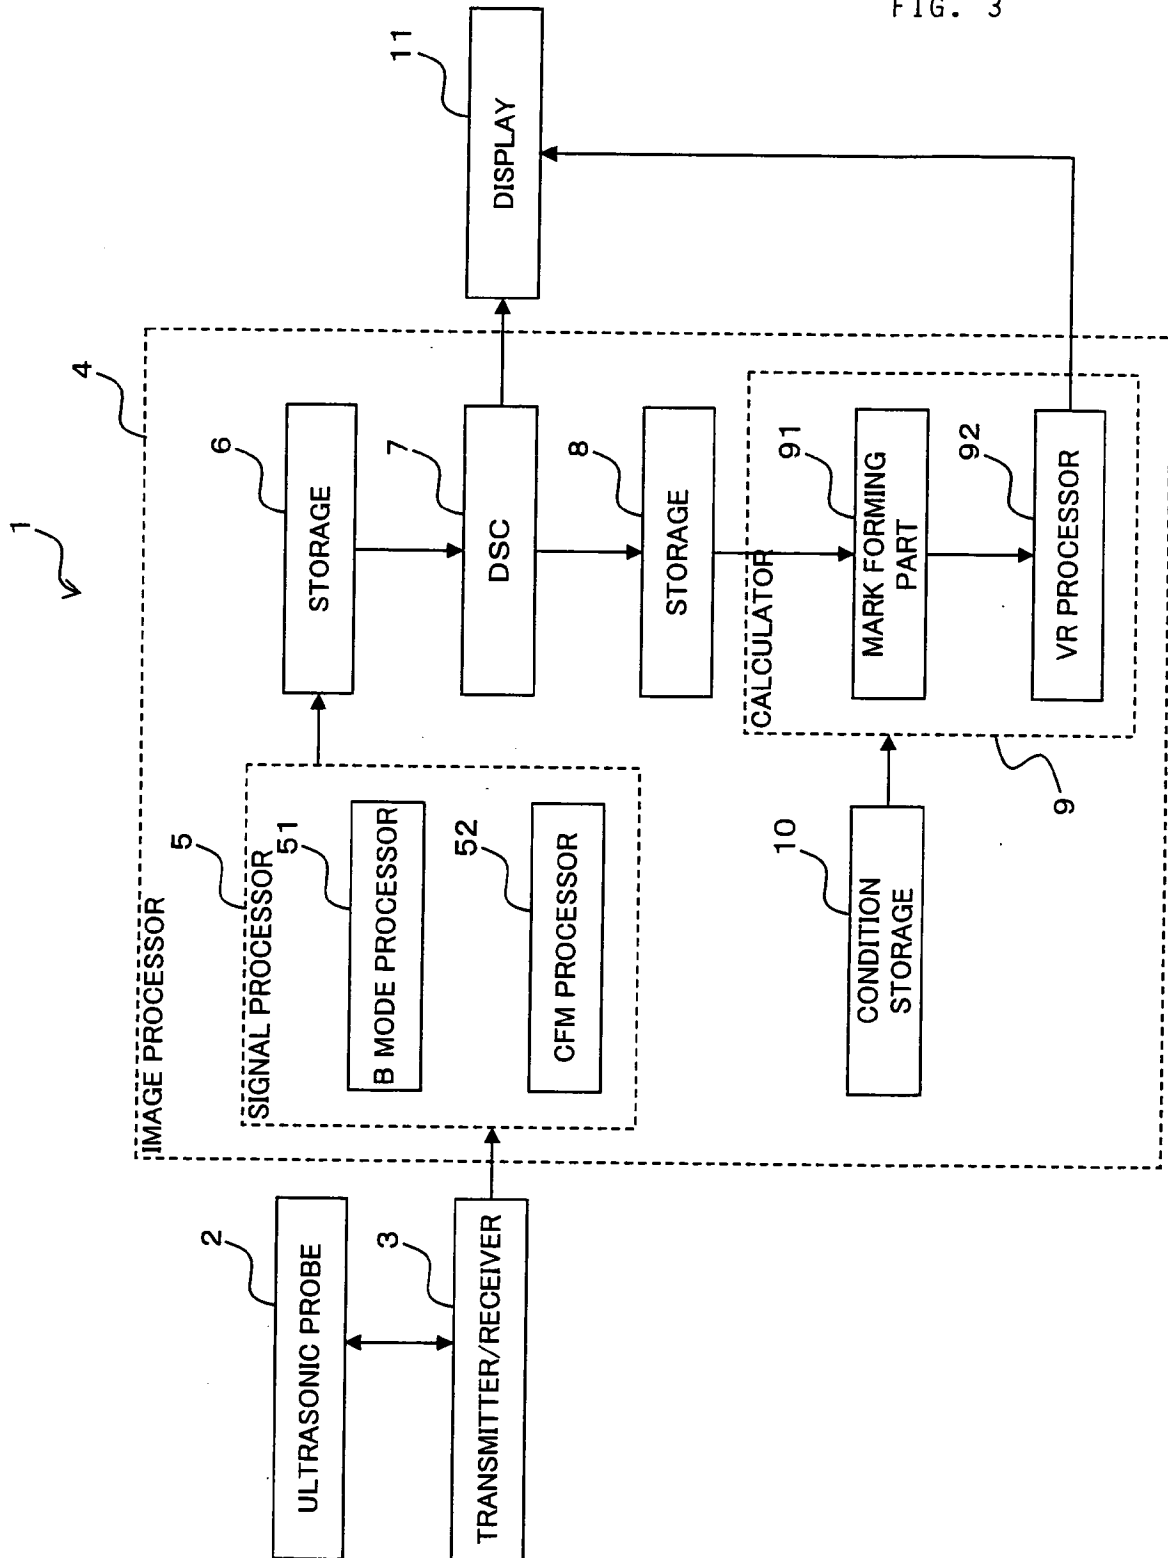 FIG. 3
1
IMAGE PROCESSOR
4
2
ULTRASONIC PROBE
3
TRANSMITTER/RECEIVER
5
SIGNAL PROCESSOR
51
B MODE PROCESSOR
52
CFM PROCESSOR
6
STORAGE
7
DSC
8
STORAGE
11
DISPLAY
10
CONDITION
STORAGE
CALCULATOR
9
91
MARK FORMING
PART
92
VR PROCESSOR